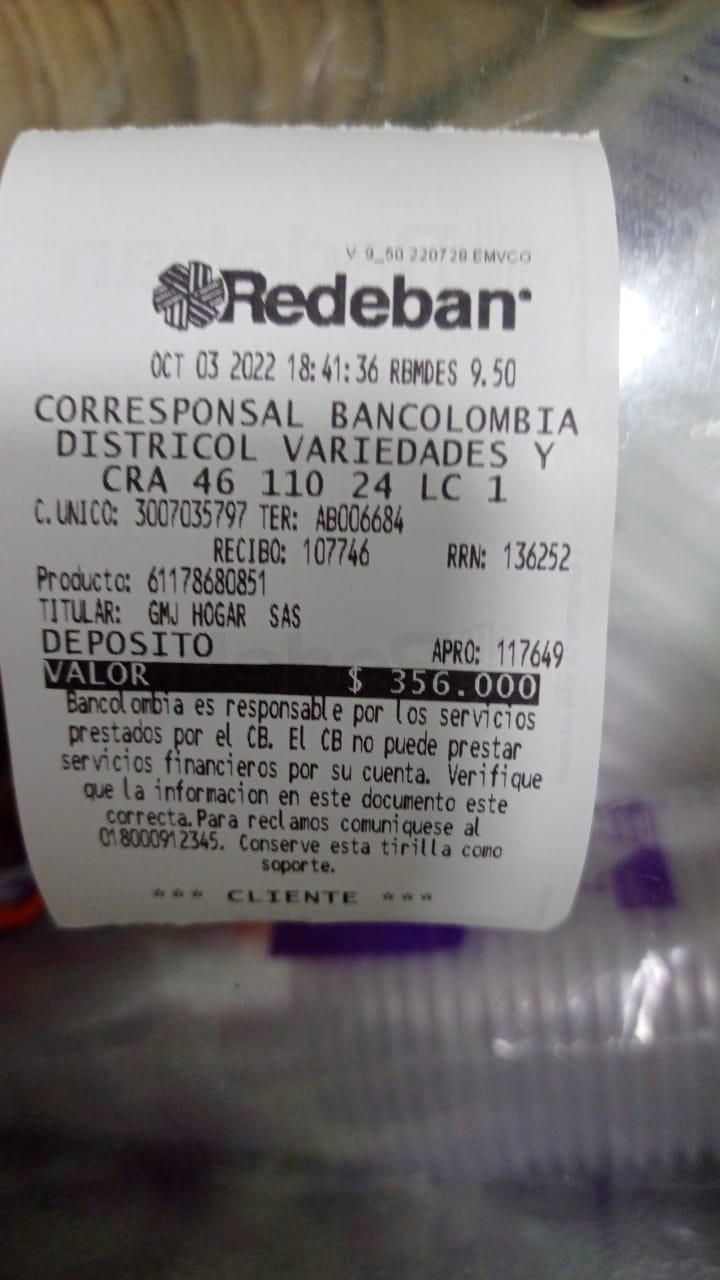 V 9_50 220728 EMVCO
Redeban
OCT 03 2022 18:41:36 RBMDES 9.50
CORRESPONSAL BANCOLOMBIA
DISTRICOL VARIEDADES Y
CRA 46 110 24 LC 1
C.UNICO: 3007035797 TER: AB006684
RECIBO: 107746 RRN: 136252
Producto: 61178680851
TITULAR: GMJ HOGAR SAS
DEPOSITO APRO: 117649
VALOR $ 356.000
Bancolombia es responsable por los servicios
prestados por el CB. El CB no puede prestar
servicios financieros por su cuenta. Verifique
que la informacion en este documento este
correcta.Para reclamos comuniquese al
018000912345. Conserve esta tirilla como
soporte.
*** CLIENTE ***